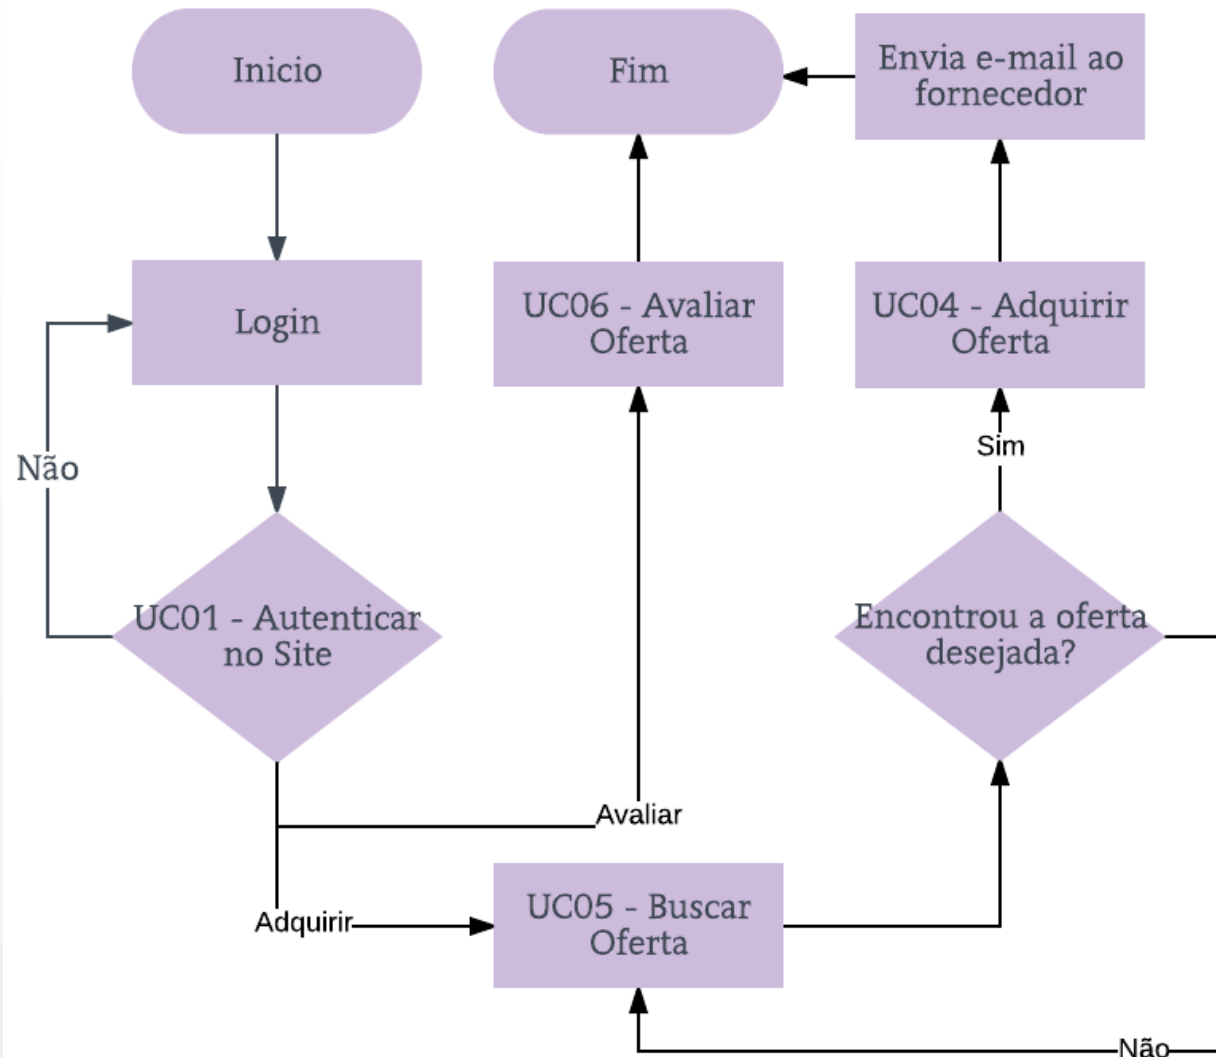 Inicio
Fim
Envia e-mail ao
fornecedor
Login
UC06 - Avaliar
Oferta
UC04 - Adquirir
Oferta
Sim
Não
UC01 - Autenticar
no Site
Encontrou a oferta
desejada?
Avaliar
Adquirir
UC05 - Buscar
Oferta
Não